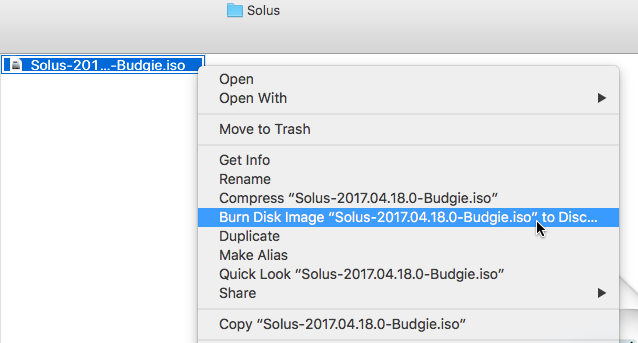 Solus
Solus-201...-Budgie.iso
Open
Open With
Move to Trash
Get Info
Rename
Compress “Solus-2017.04.18.0-Budgie.iso”
Burn Disk Image “Solus-2017.04.18.0-Budgie.iso” to Disc...
Duplicate
Make Alias
Quick Look “Solus-2017.04.18.0-Budgie.iso”
Share
Copy “Solus-2017.04.18.0-Budgie.iso”